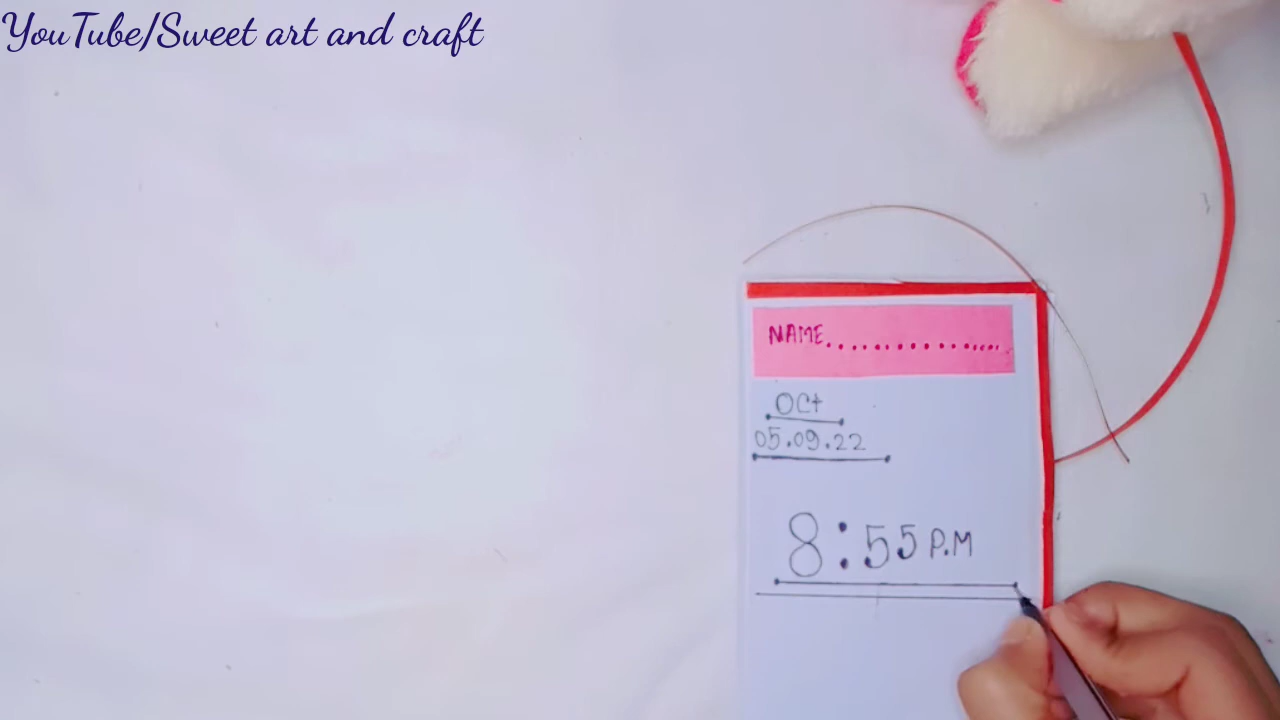 YouTube/Sweet art and craft
NAME....................
Oct
05.09.22
8:55 P.M